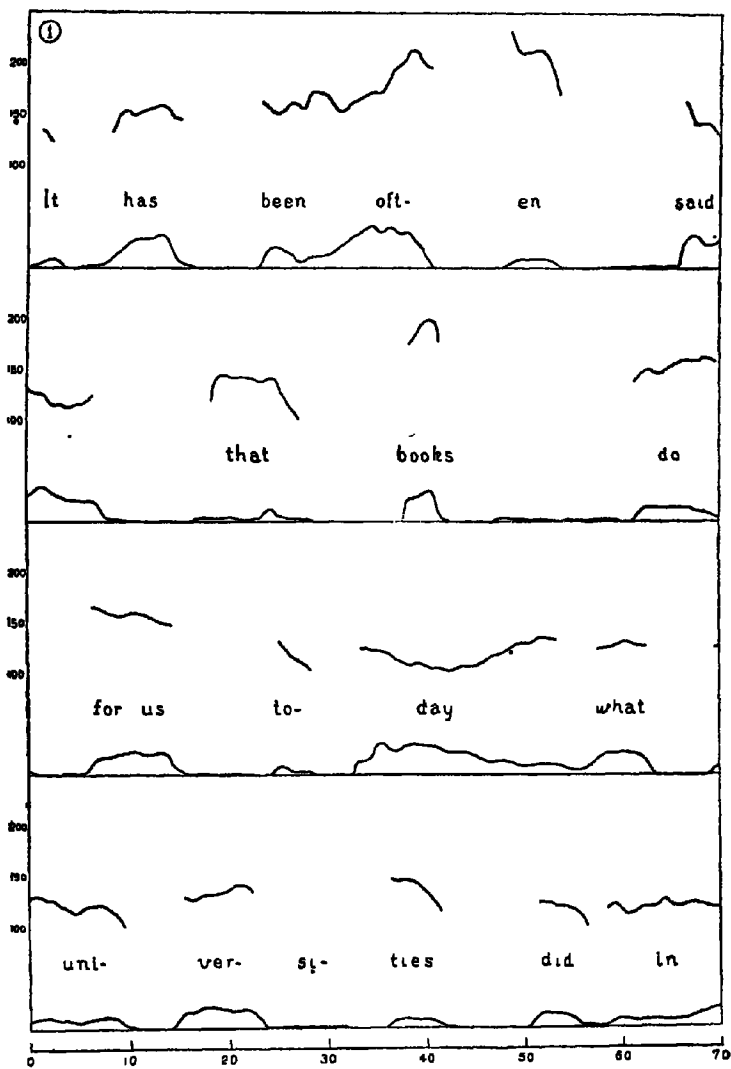 ①
200
150
100
It has been oft- en said
200
150
100
that books do
200
150
100
for us to- day what
200
150
100
uni- ver- si- ties did in
0 10 20 30 40 50 60 70